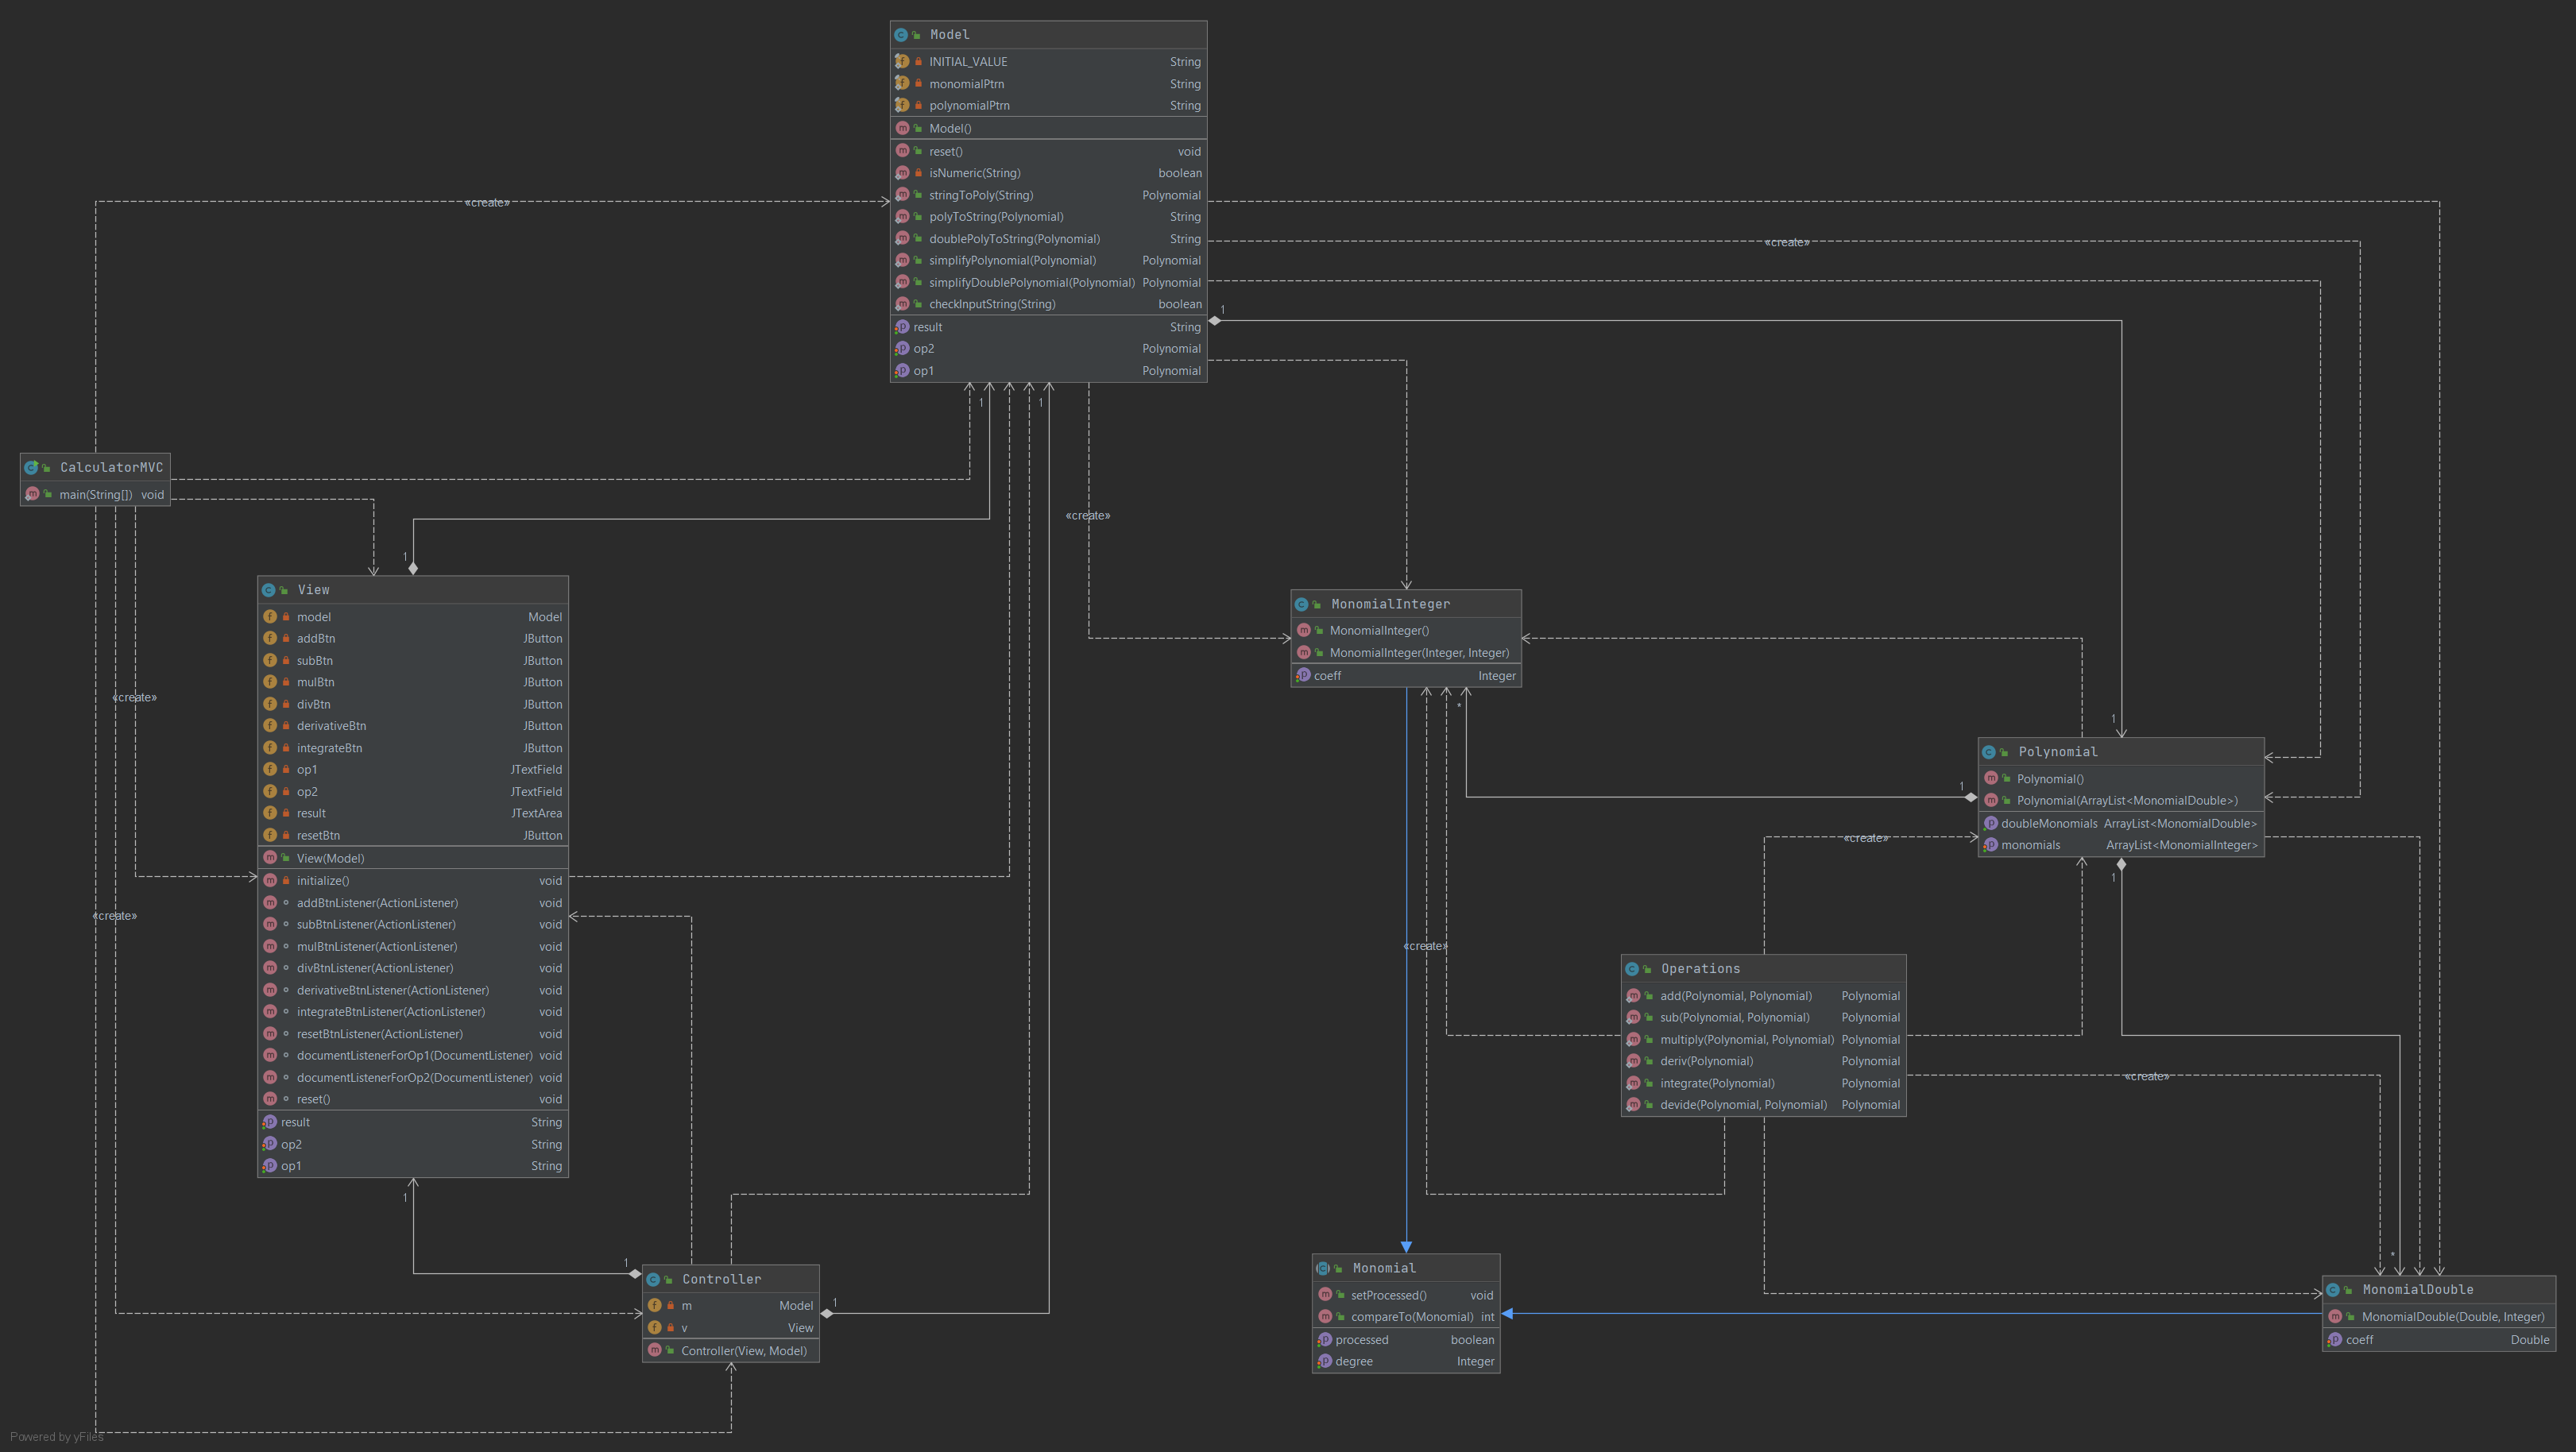 Model
INITIAL_VALUE String
monomialPtrn String
polynomialPtrn String
Model()
reset() void
isNumeric(String) boolean
stringToPoly(String) Polynomial
polyToString(Polynomial) String
doublePolyToString(Polynomial) String
simplifyPolynomial(Polynomial) Polynomial
simplifyDoublePolynomial(Polynomial) Polynomial
checkInputString(String) boolean
result String
op2 Polynomial
op1 Polynomial
«create»
«create»
1
1
1
CalculatorMVC
main(String[]) void
«create»
1
View
model Model
addBtn JButton
subBtn JButton
mulBtn JButton
divBtn JButton
derivativeBtn JButton
integrateBtn JButton
op1 JTextField
op2 JTextField
result JTextArea
resetBtn JButton
View(Model)
initialize() void
addBtnListener(ActionListener) void
subBtnListener(ActionListener) void
mulBtnListener(ActionListener) void
divBtnListener(ActionListener) void
derivativeBtnListener(ActionListener) void
integrateBtnListener(ActionListener) void
resetBtnListener(ActionListener) void
documentListenerForOp1(DocumentListener) void
documentListenerForOp2(DocumentListener) void
reset() void
result String
op2 String
op1 String
«create»
«create»
1
1
Controller
m Model
v View
Controller(View, Model)
1
MonomialInteger
MonomialInteger()
MonomialInteger(Integer, Integer)
coeff Integer
*
1
1
Polynomial
Polynomial()
Polynomial(ArrayList<MonomialDouble>)
doubleMonomials ArrayList<MonomialDouble>
monomials ArrayList<MonomialInteger>
1
«create»
«create»
Operations
add(Polynomial, Polynomial) Polynomial
sub(Polynomial, Polynomial) Polynomial
multiply(Polynomial, Polynomial) Polynomial
deriv(Polynomial) Polynomial
integrate(Polynomial) Polynomial
devide(Polynomial, Polynomial) Polynomial
«create»
*
Monomial
setProcessed() void
compareTo(Monomial) int
processed boolean
degree Integer
MonomialDouble
MonomialDouble(Double, Integer)
coeff Double
Powered by yFiles